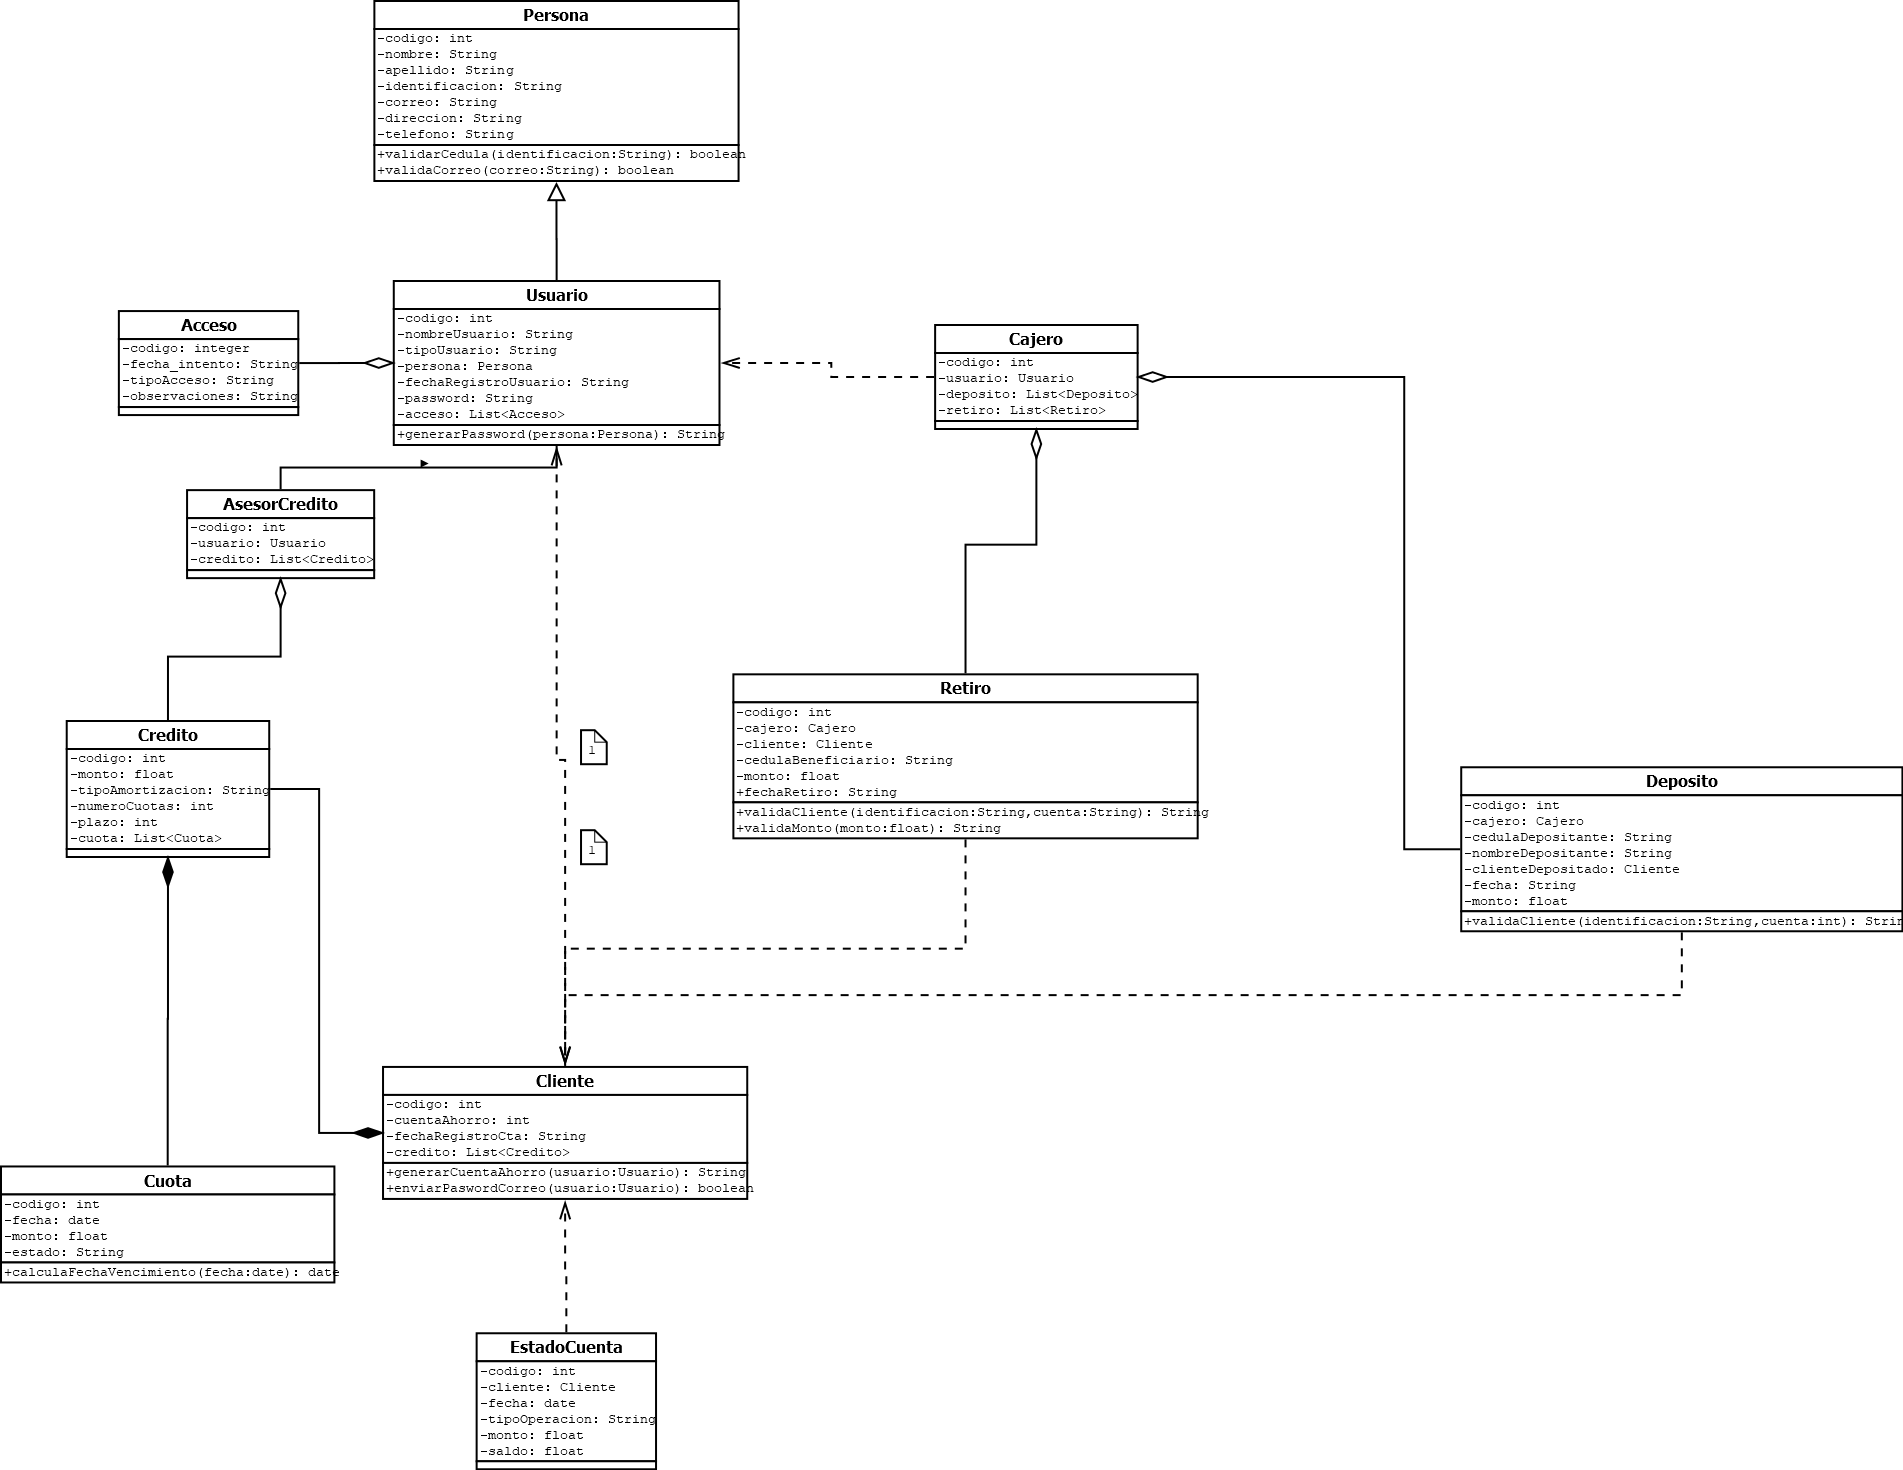 Persona
-codigo: int
-nombre: String
-apellido: String
-identificacion: String
-correo: String
-direccion: String
-telefono: String
+validarCedula(identificacion:String): boolean
+validaCorreo(correo:String): boolean
Usuario
-codigo: int
-nombreUsuario: String
-tipoUsuario: String
-persona: Persona
-fechaRegistroUsuario: String
-password: String
-acceso: List<Acceso>
+generarPassword(persona:Persona): String
Acceso
-codigo: integer
-fecha_intento: String
-tipoAcceso: String
-observaciones: String
Cajero
-codigo: int
-usuario: Usuario
-deposito: List<Deposito>
-retiro: List<Retiro>
AsesorCredito
-codigo: int
-usuario: Usuario
-credito: List<Credito>
Retiro
-codigo: int
-cajero: Cajero
-cliente: Cliente
-cedulaBeneficiario: String
-monto: float
+fechaRetiro: String
+validaCliente(identificacion:String,cuenta:String): String
+validaMonto(monto:float): String
Credito
-codigo: int
-monto: float
-tipoAmortizacion: String
-numeroCuotas: int
-plazo: int
-cuota: List<Cuota>
1
1
Deposito
-codigo: int
-cajero: Cajero
-cedulaDepositante: String
-nombreDepositante: String
-clienteDepositado: Cliente
-fecha: String
-monto: float
+validaCliente(identificacion:String,cuenta:int): Strin
Cliente
-codigo: int
-cuentaAhorro: int
-fechaRegistroCta: String
-credito: List<Credito>
+generarCuentaAhorro(usuario:Usuario): String
+enviarPaswordCorreo(usuario:Usuario): boolean
Cuota
-codigo: int
-fecha: date
-monto: float
-estado: String
+calculaFechaVencimiento(fecha:date): date
EstadoCuenta
-codigo: int
-cliente: Cliente
-fecha: date
-tipoOperacion: String
-monto: float
-saldo: float